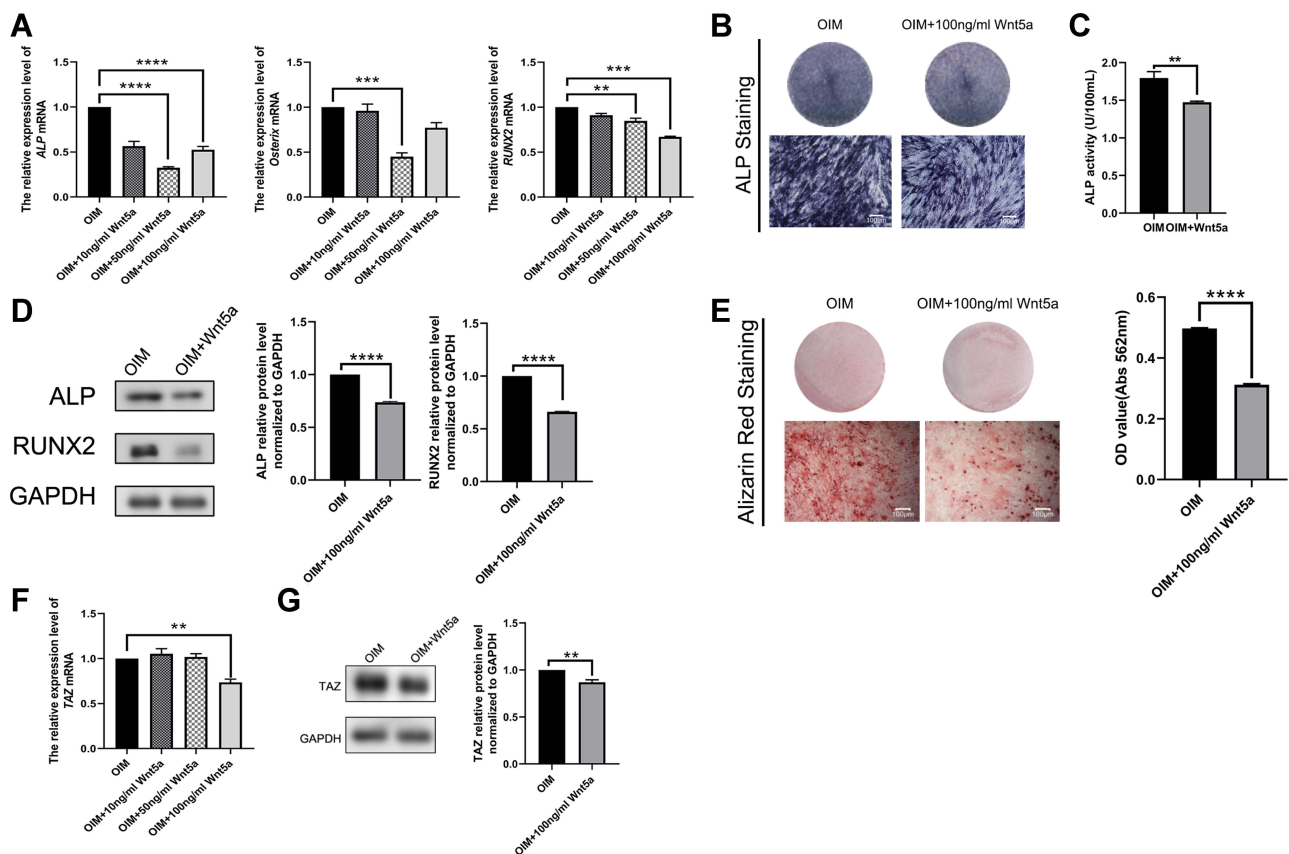 A
The relative expression level of
ALP mRNA
1.5
1.0
0.5
0.0
****
****
OIM
OIM+10ng/ml Wnt5a
OIM+50ng/ml Wnt5a
OIM+100ng/ml Wnt5a
The relative expression level of
Osterix mRNA
1.5
1.0
0.5
0.0
***
OIM
OIM+10ng/ml Wnt5a
OIM+50ng/ml Wnt5a
OIM+100ng/ml Wnt5a
The relative expression level of
RUNX2 mRNA
1.5
1.0
0.5
0.0
***
**
OIM
OIM+10ng/ml Wnt5a
OIM+50ng/ml Wnt5a
OIM+100ng/ml Wnt5a
B
ALP Staining
OIM
OIM+100ng/ml Wnt5a
100μm
100μm
C
ALP activity (U/100mL)
2.0
1.5
1.0
0.5
0.0
**
OIM
OIM+Wnt5a
D
OIM
OIM+Wnt5a
ALP
RUNX2
GAPDH
ALP relative protein level
normalized to GAPDH
1.5
1.0
0.5
0.0
****
OIM
OIM+100ng/ml Wnt5a
RUNX2 relative protein level
normalized to GAPDH
1.5
1.0
0.5
0.0
****
OIM
OIM+100ng/ml Wnt5a
E
Alizarin Red Staining
OIM
OIM+100ng/ml Wnt5a
100μm
100μm
OD value(Abs 562nm)
0.6
0.4
0.2
0.0
****
OIM
OIM+100ng/ml Wnt5a
F
The relative expression level of
TAZ mRNA
1.5
1.0
0.5
0.0
**
OIM
OIM+10ng/ml Wnt5a
OIM+50ng/ml Wnt5a
OIM+100ng/ml Wnt5a
G
OIM
OIM+Wnt5a
TAZ
GAPDH
TAZ relative protein level
normalized to GAPDH
1.5
1.0
0.5
0.0
**
OIM
OIM+100ng/ml Wnt5a